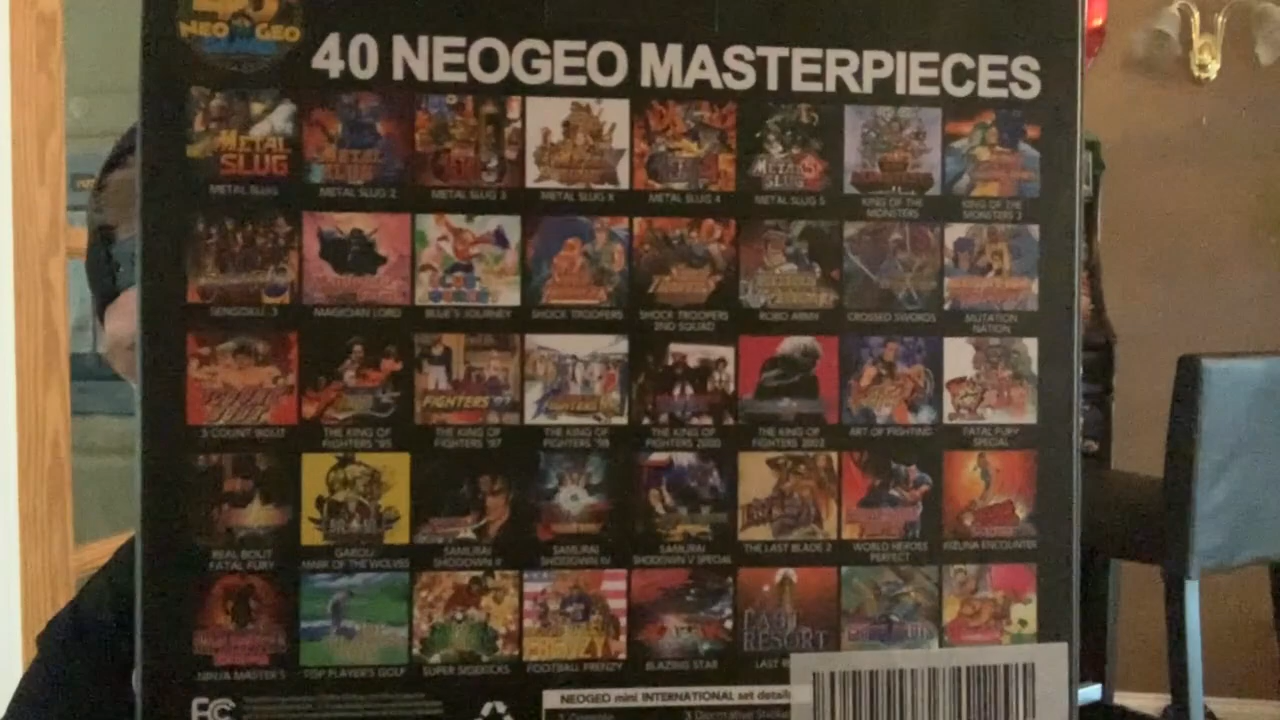 NEO GEO
40 NEOGEO MASTERPIECES
METAL SLUG
METAL SLUG
METAL SLUG 2
METAL SLUG 3
METAL SLUG X
METAL SLUG 4
METAL SLUG 5
KING OF THE
MONSTERS
KING OF THE
MONSTERS 2
SENGOKU 3
MAGICIAN LORD
BLUE'S JOURNEY
SHOCK TROOPERS
SHOCK TROOPERS
2ND SQUAD
ROBO ARMY
CROSSED SWORDS
MUTATION
NATION
3 COUNT BOUT
THE KING OF
FIGHTERS '95
FIGHTERS '97
THE KING OF
FIGHTERS '97
THE KING OF
FIGHTERS '98
THE KING OF
FIGHTERS 2000
THE KING OF
FIGHTERS 2002
ART OF FIGHTING
FATAL FURY
SPECIAL
REAL BOUT
FATAL FURY
GAROU
MARK OF THE WOLVES
SAMURAI
SHODOWN II
SAMURAI
SHODOWN IV
SAMURAI
SHODOWN V SPECIAL
THE LAST BLADE 2
WORLD HEROES
PERFECT
KIZUNA ENCOUNTER
NINJA MASTER'S
TOP PLAYER'S GOLF
SUPER SIDEKICKS
FOOTBALL FRENZY
BLAZING STAR
LAST
RESORT
LAST
FC
NEOGEO mini INTERNATIONAL set details